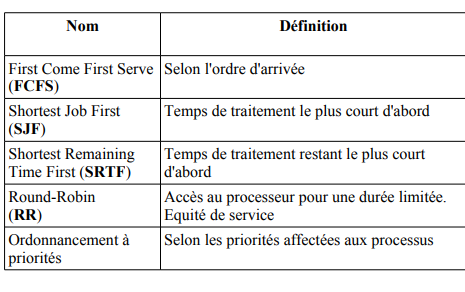 Nom
Définition
First Come First Serve
(FCFS)
Selon l'ordre d'arrivée
Shortest Job First
(SJF)
Temps de traitement le plus court d'abord
Shortest Remaining
Time First (SRTF)
Temps de traitement restant le plus court
d'abord
Round-Robin
(RR)
Accès au processeur pour une durée limitée.
Equité de service
Ordonnancement à
priorités
Selon les priorités affectées aux processus